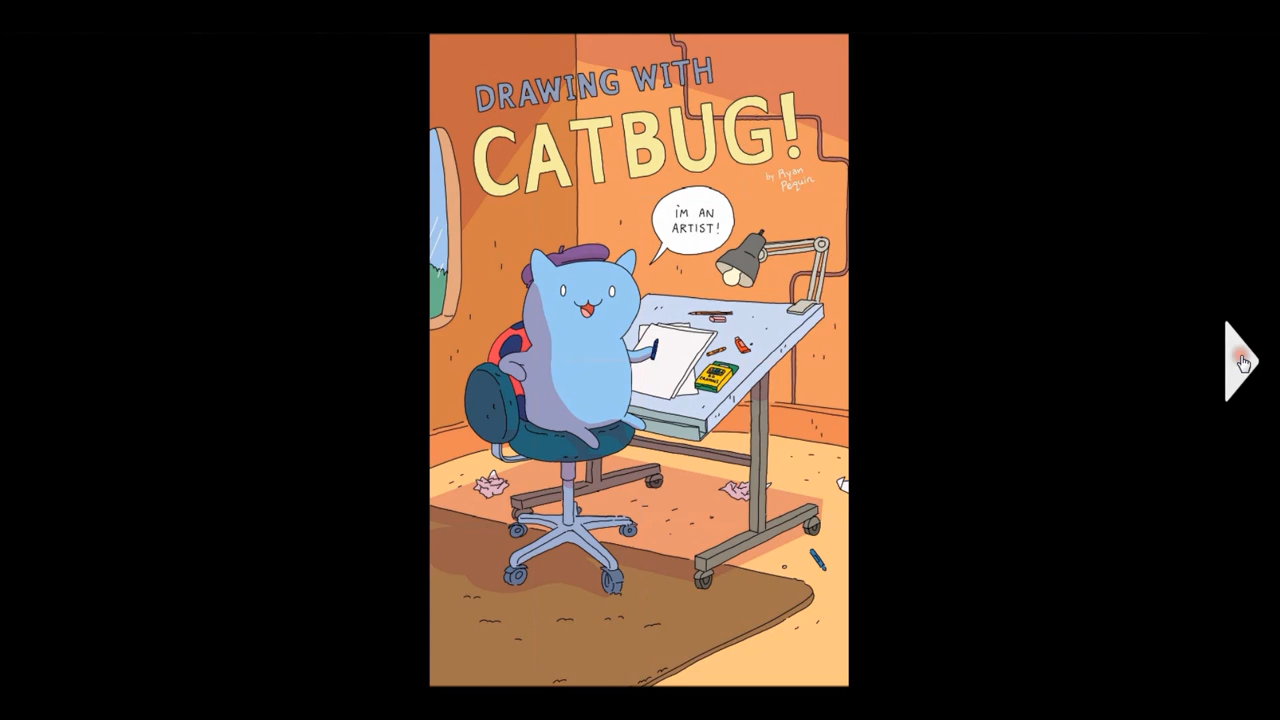 DRAWING WITH
CATBUG!
by Ryan
Pequin
I'M AN
ARTIST!